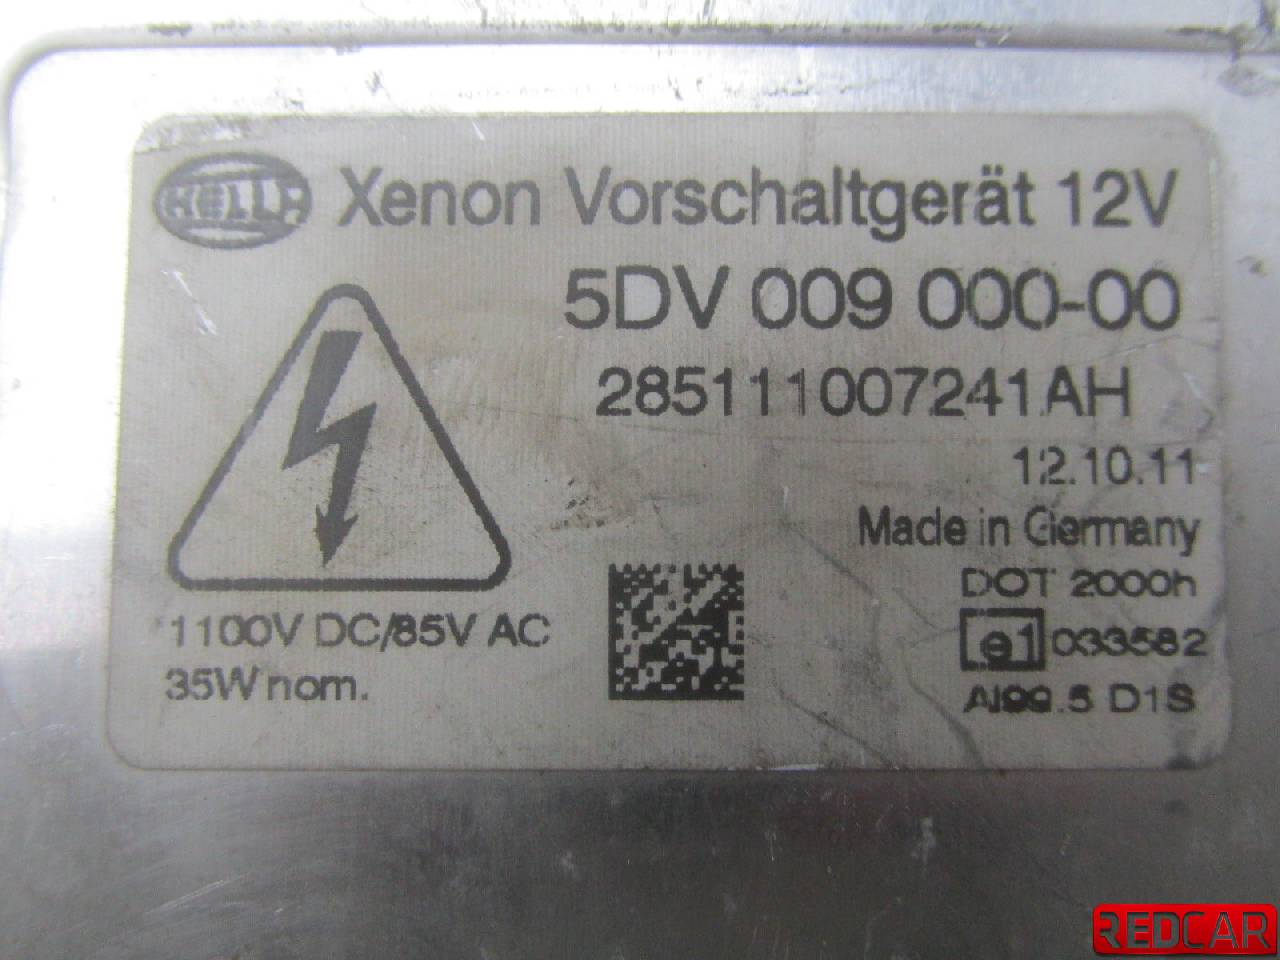 HELLA Xenon Vorschaltgerät 12V
5DV 009 000-00
285111007241AH
12.10.11
Made in Germany
DOT 2000h
e1 033582
AI99.5 D1S
1100V DC/85V AC
35W nom.
REDCAR